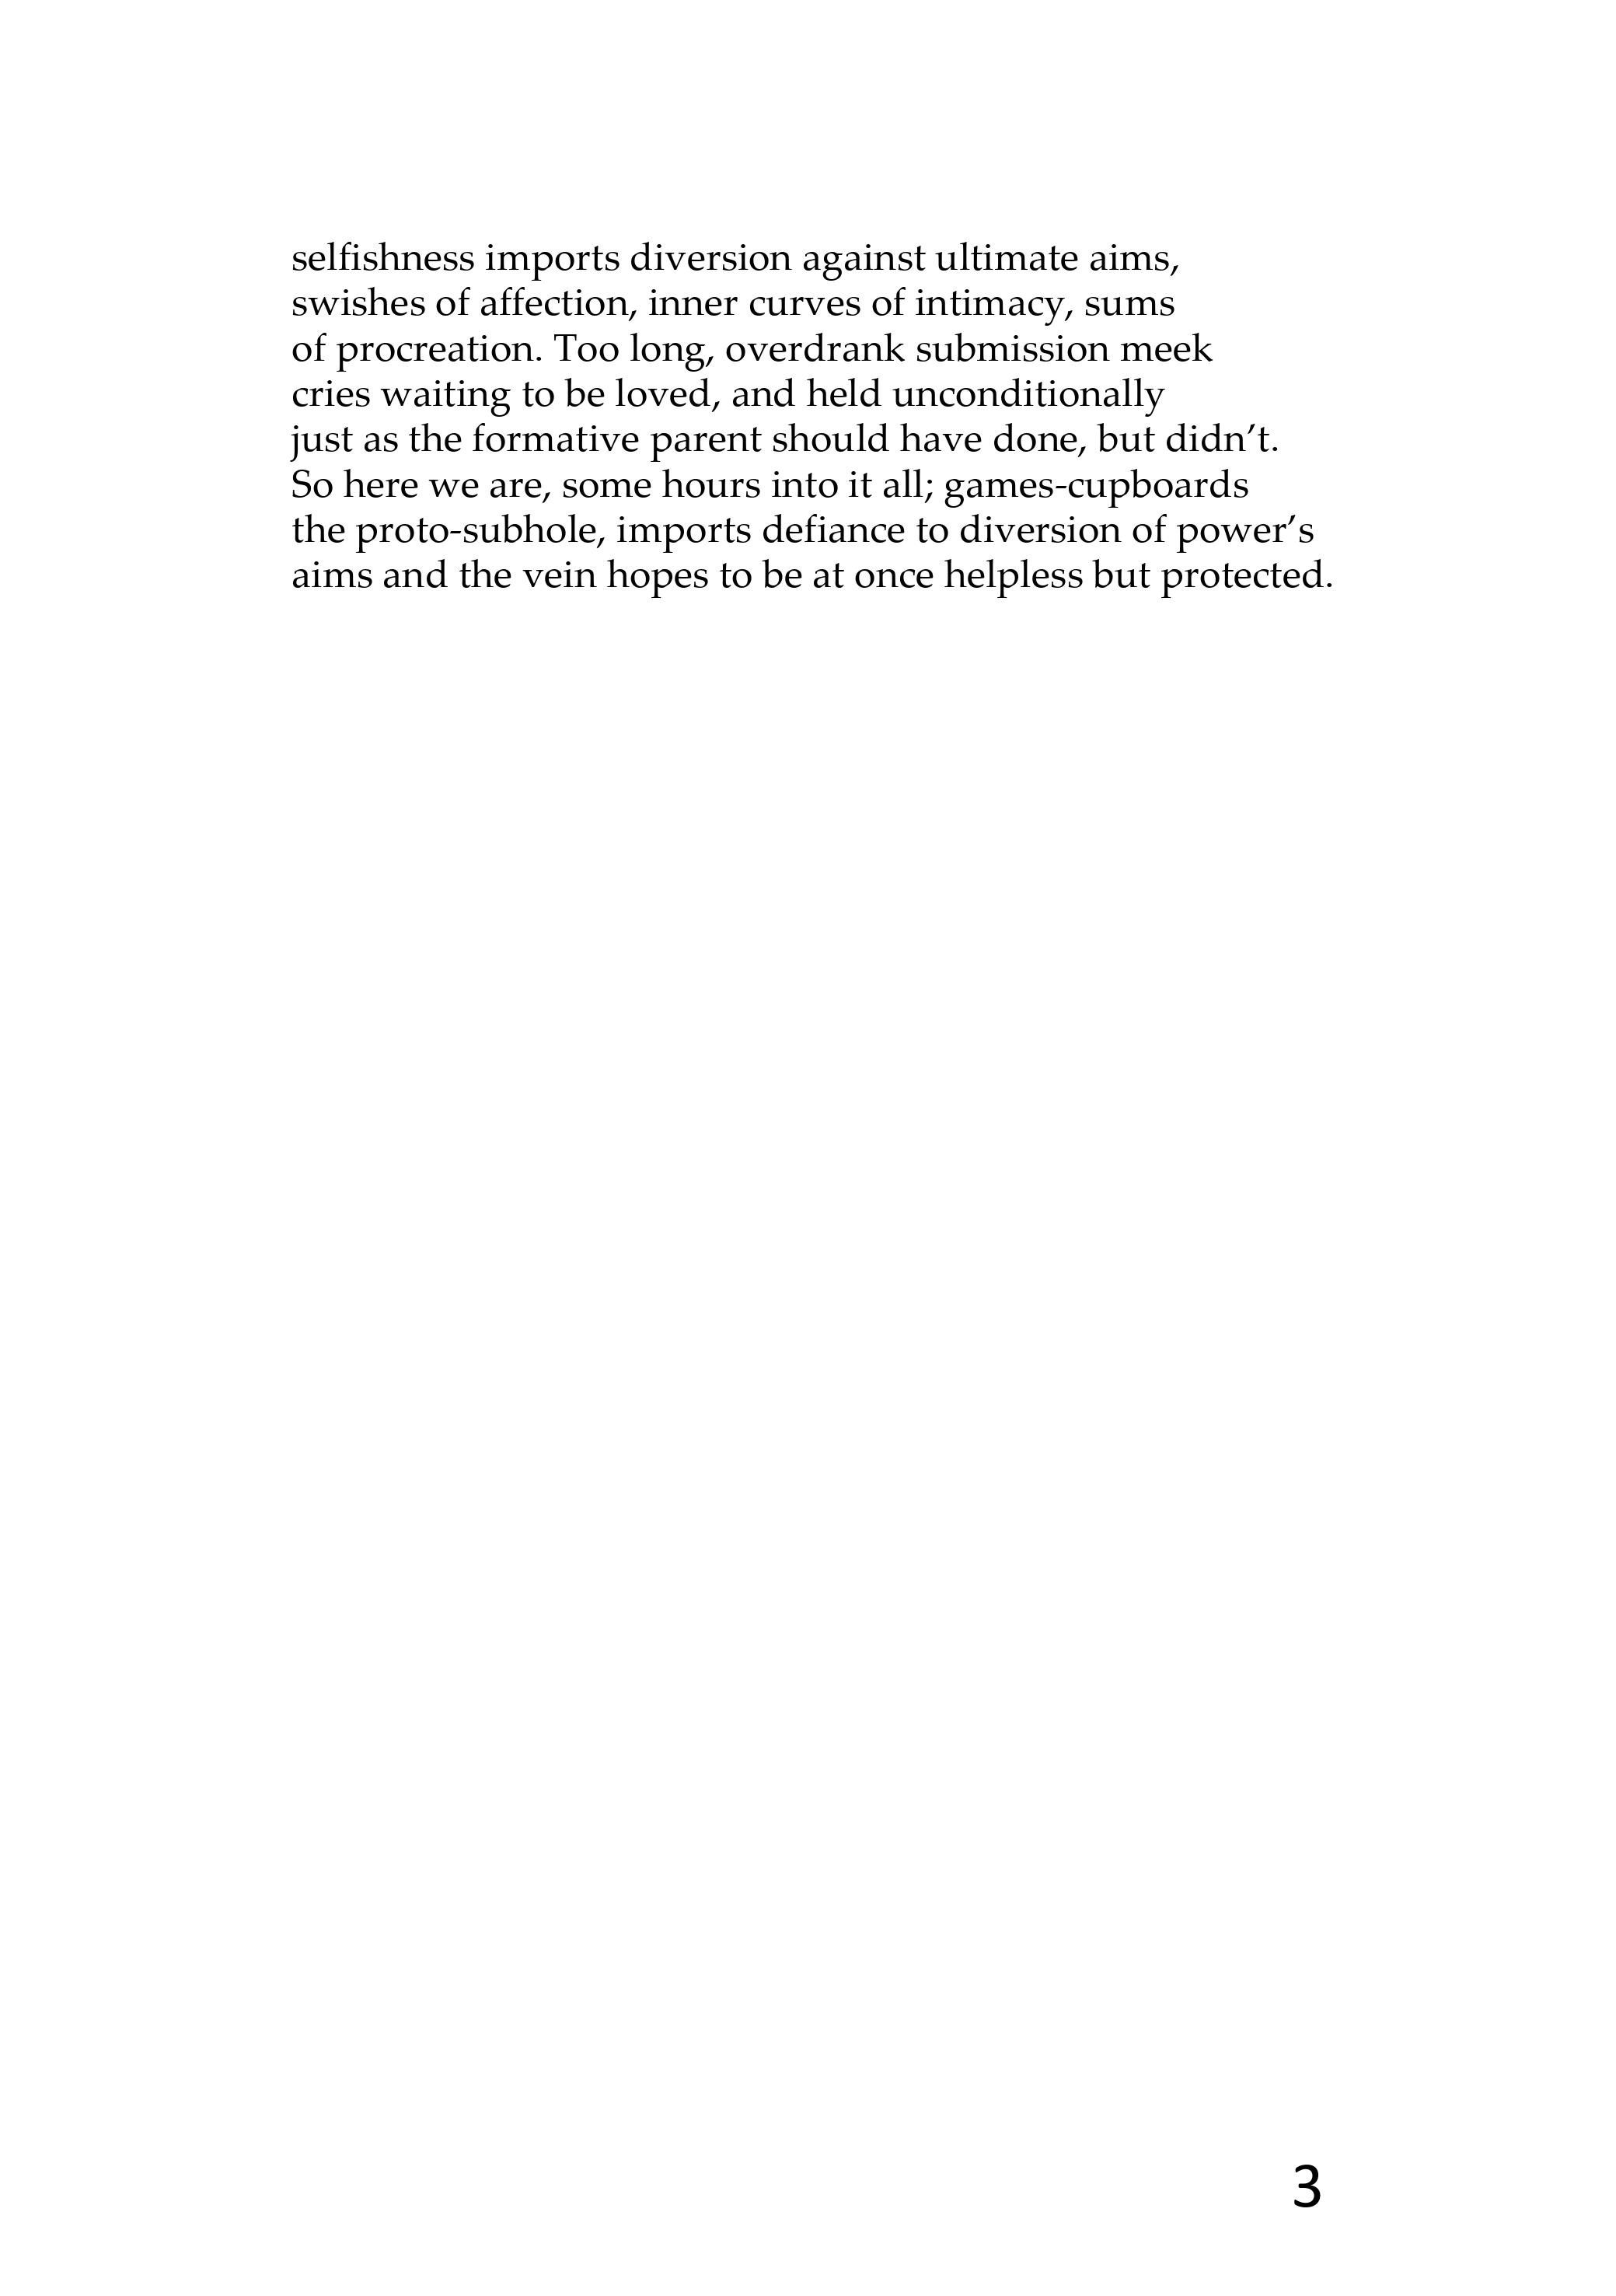 selfishness imports diversion against ultimate aims,
swishes of affection, inner curves of intimacy, sums
of procreation. Too long, overdrank submission meek
cries waiting to be loved, and held unconditionally
just as the formative parent should have done, but didn’t.
So here we are, some hours into it all; games-cupboards
the proto-subhole, imports defiance to diversion of power’s
aims and the vein hopes to be at once helpless but protected.
3